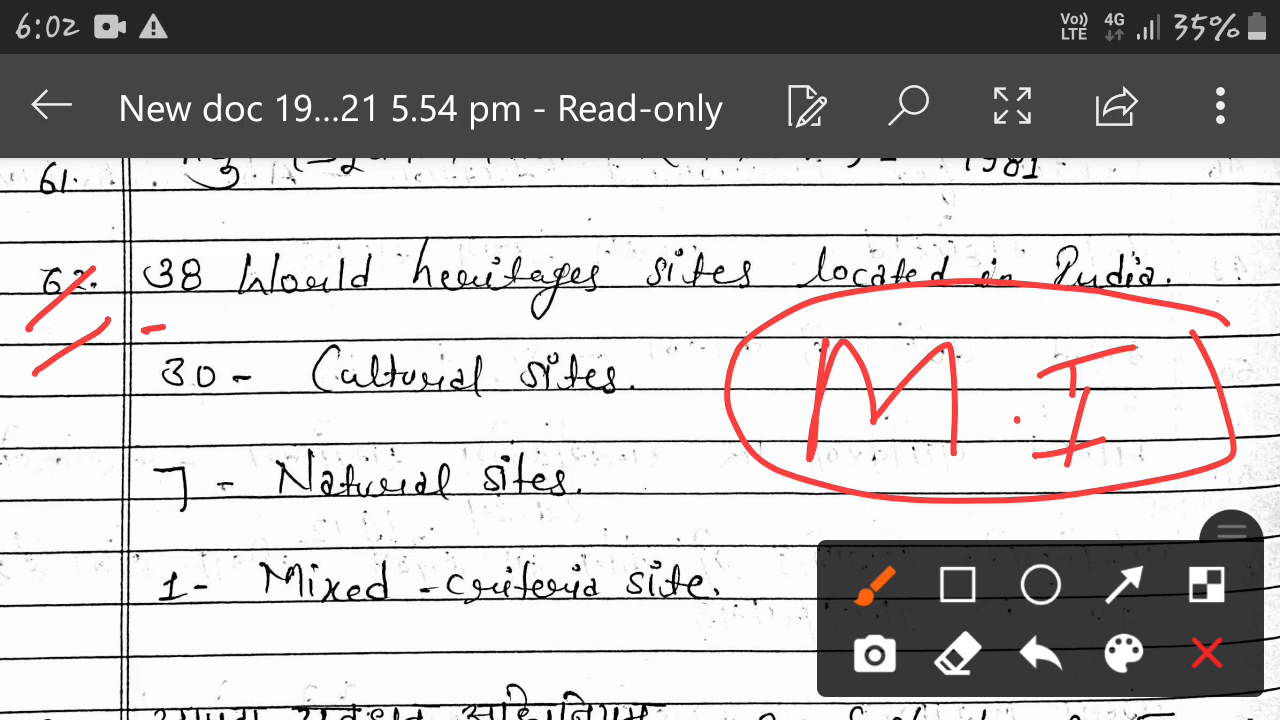 6:02 Vo)) LTE 4G 35%
New doc 19...21 5.54 pm - Read-only
61. 1981
62. 38 World heritages sites located in India.
30 - Cultural sites.
M.I
7 - Natural sites.
1 - Mixed - criteria site.